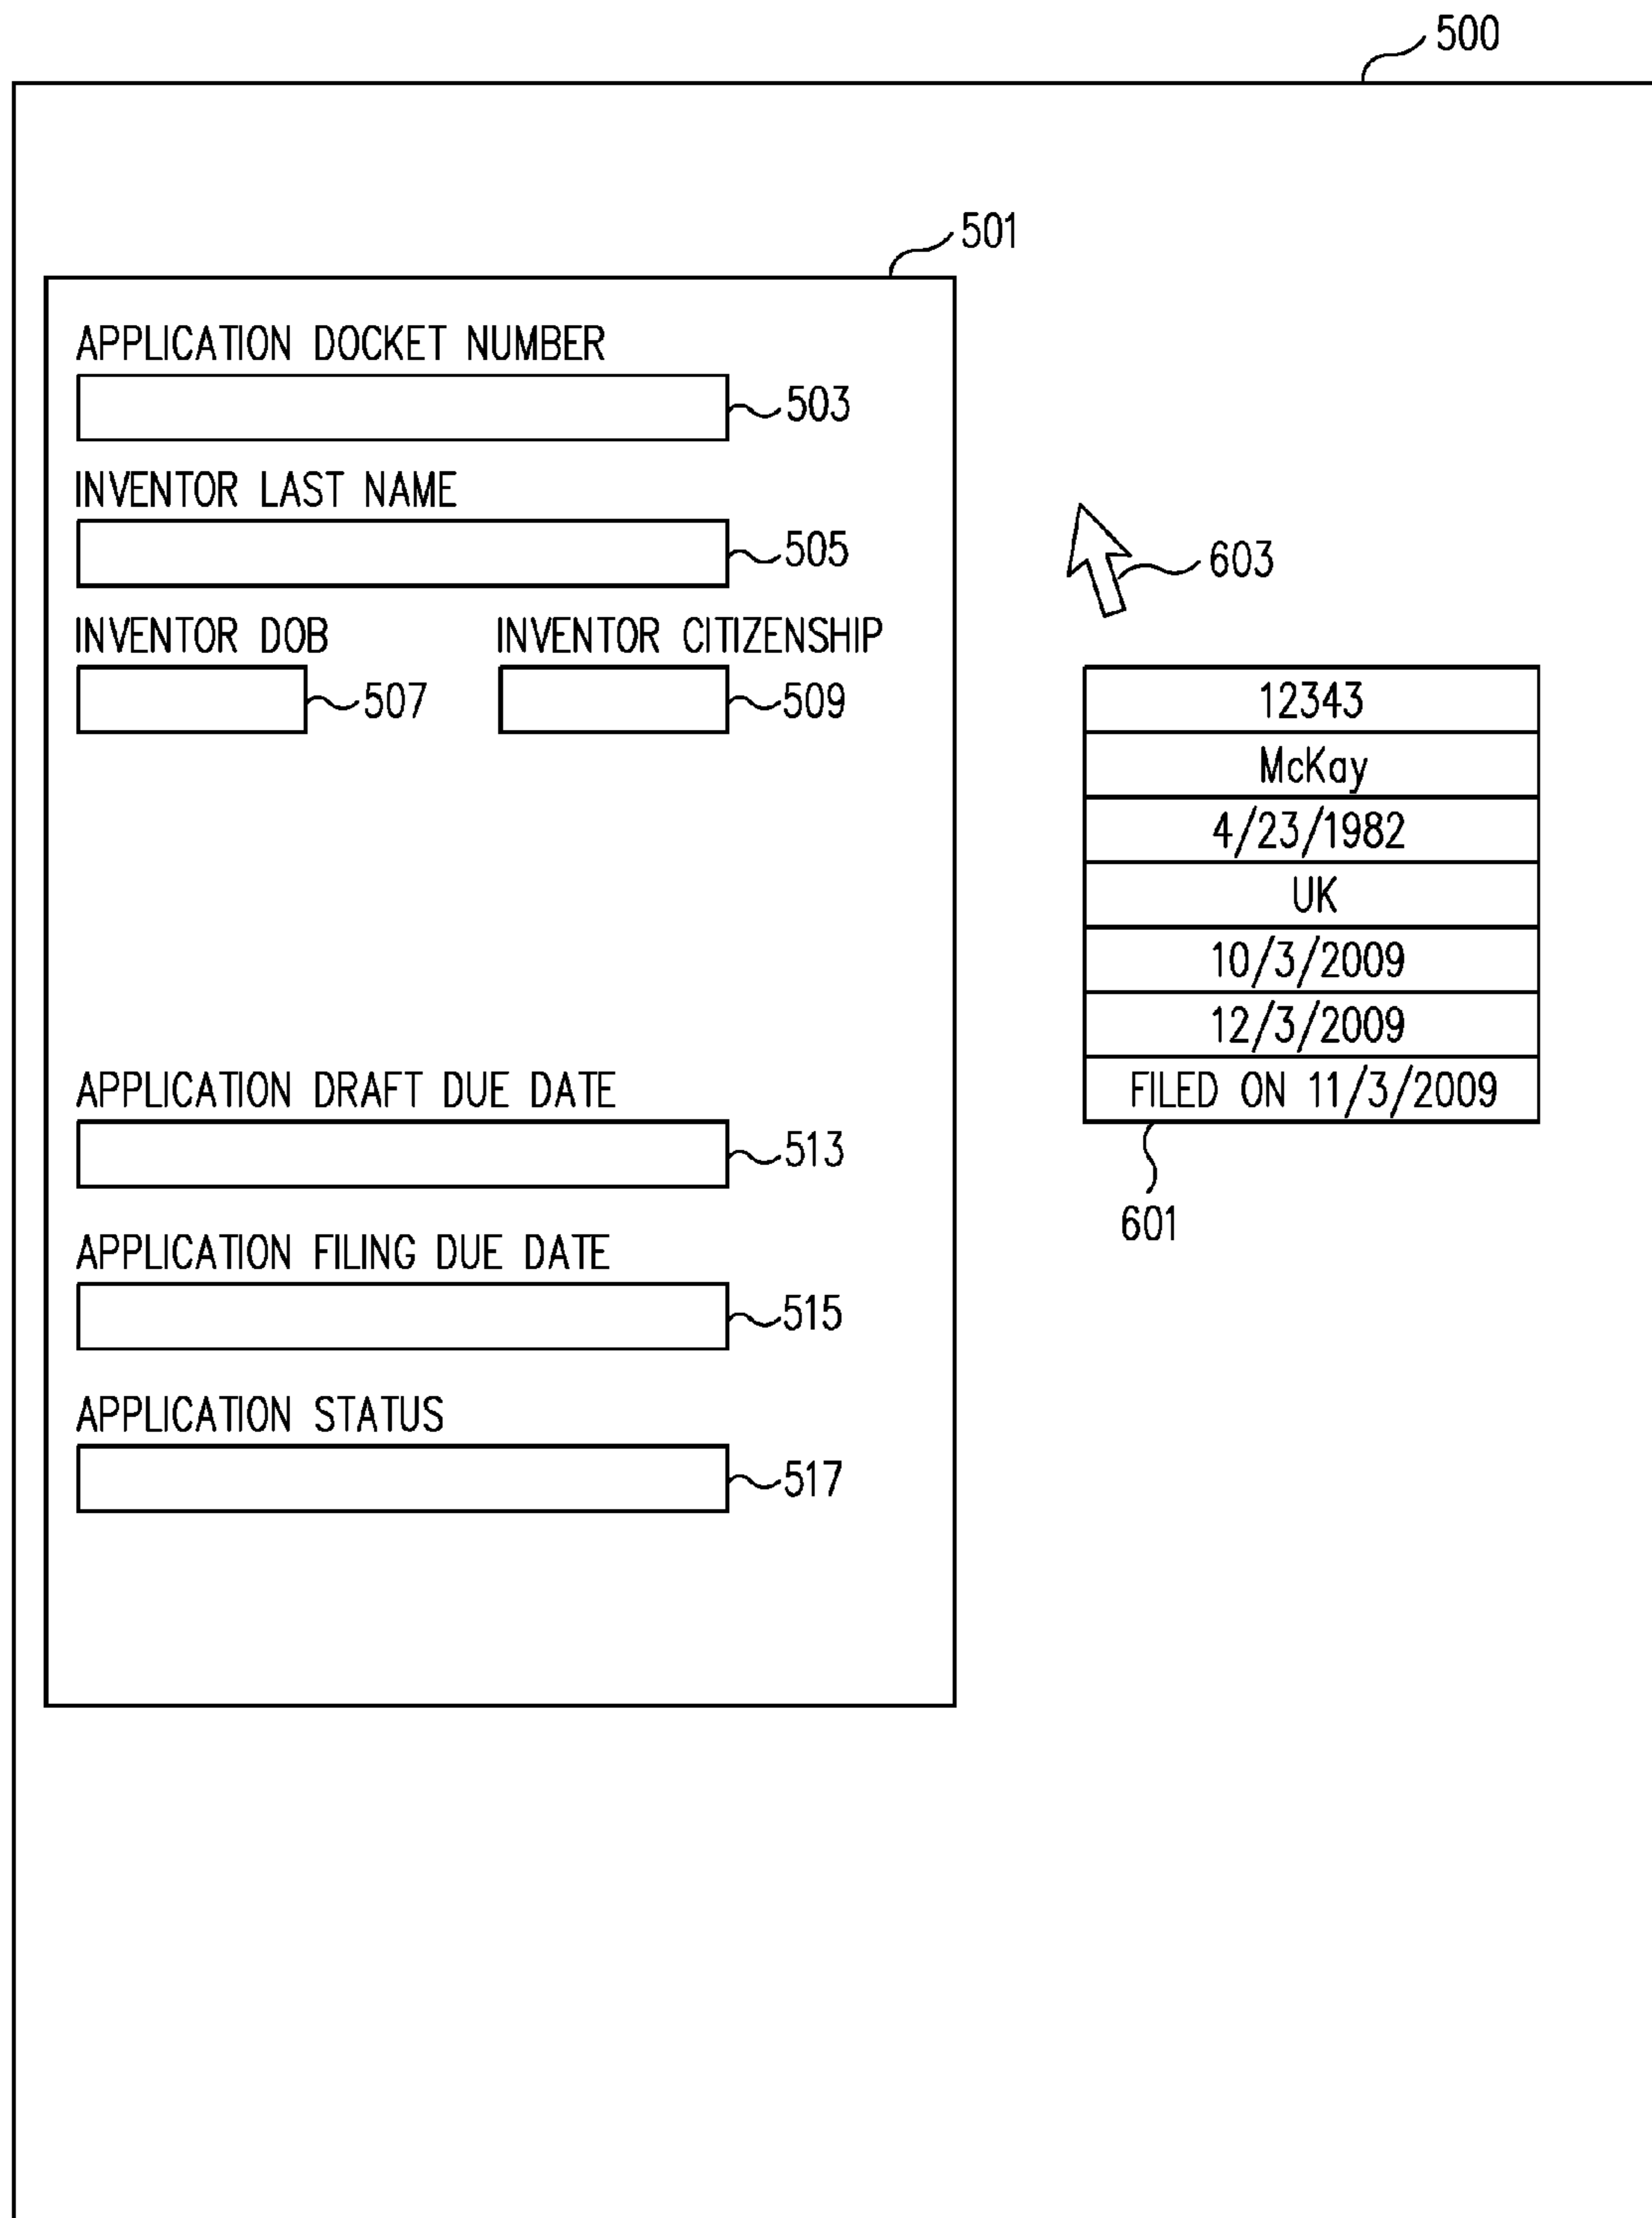 500
501
APPLICATION DOCKET NUMBER
503
INVENTOR LAST NAME
505
603
INVENTOR DOB INVENTOR CITIZENSHIP
507 509
12343
McKay
4/23/1982
UK
10/3/2009
12/3/2009
FILED ON 11/3/2009
601
APPLICATION DRAFT DUE DATE
513
APPLICATION FILING DUE DATE
515
APPLICATION STATUS
517